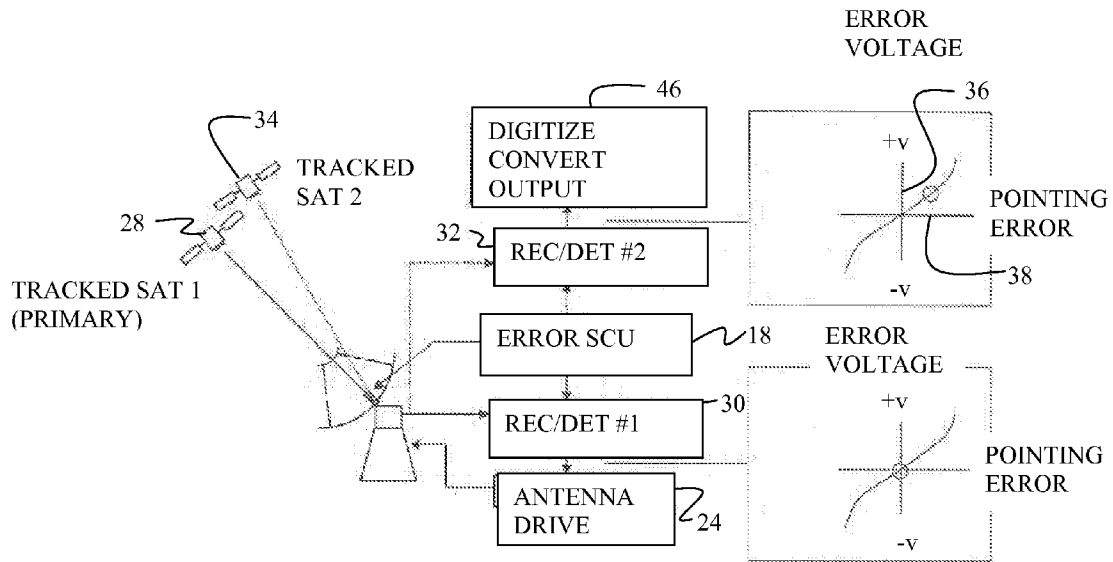 ERROR
VOLTAGE
46
36
34
DIGITIZE
CONVERT
OUTPUT
+v
TRACKED
SAT 2
POINTING
ERROR
28
32
REC/DET #2
38
-v
TRACKED SAT 1
(PRIMARY)
ERROR SCU
18
ERROR
VOLTAGE
30
REC/DET #1
+v
POINTING
ERROR
ANTENNA
DRIVE
24
-v